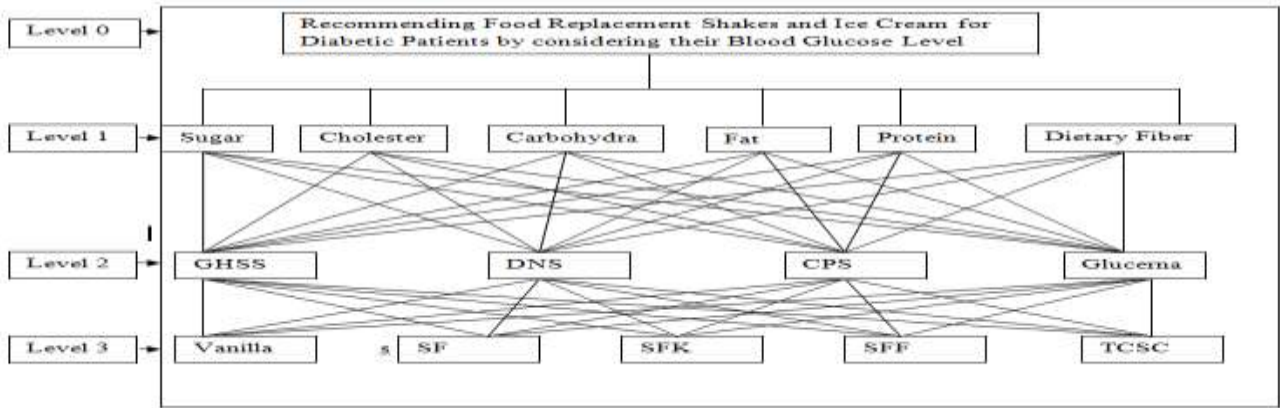 Level 0
Recommending Food Replacement Shakes and Ice Cream for
Diabetic Patients by considering their Blood Glucose Level
Level 1
Sugar
Cholester
Carbohydra
Fat
Protein
Dietary Fiber
Level 2
GHSS
DNS
CPS
Glucerna
Level 3
Vanilla
s
SF
SFK
SFF
TCSC